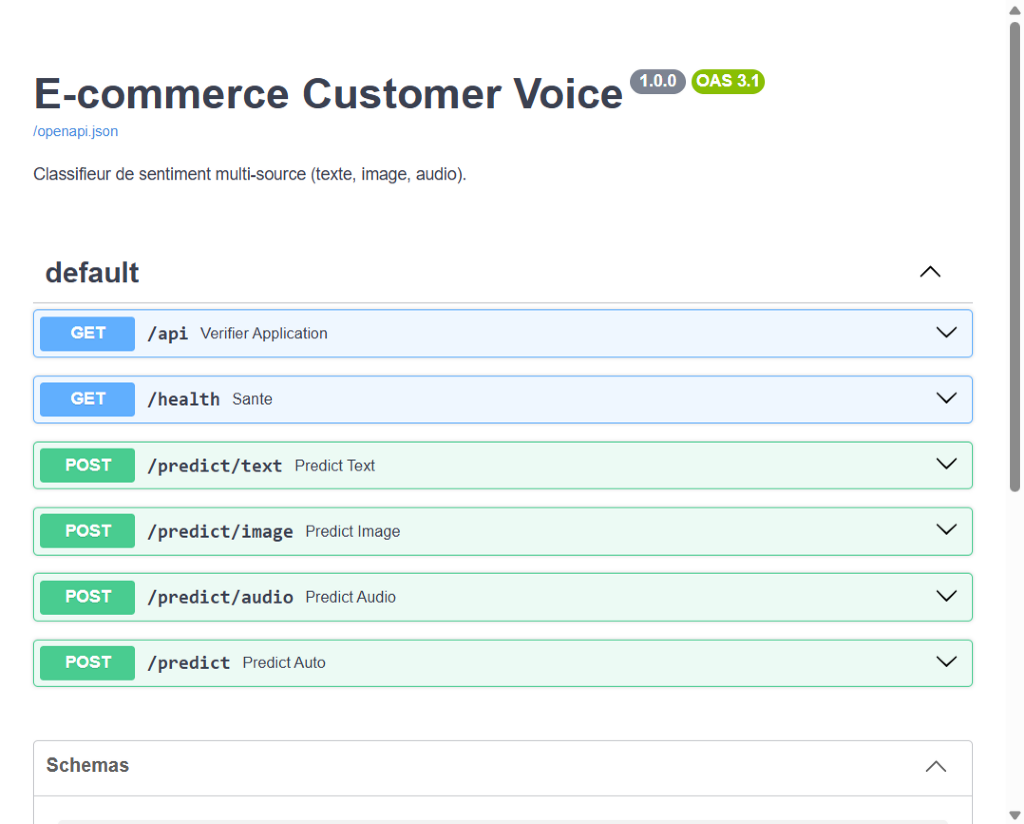 E-commerce Customer Voice 1.0.0 OAS 3.1
/openapi.json
Classifieur de sentiment multi-source (texte, image, audio).
default
GET /api Verifier Application
GET /health Sante
POST /predict/text Predict Text
POST /predict/image Predict Image
POST /predict/audio Predict Audio
POST /predict Predict Auto
Schemas